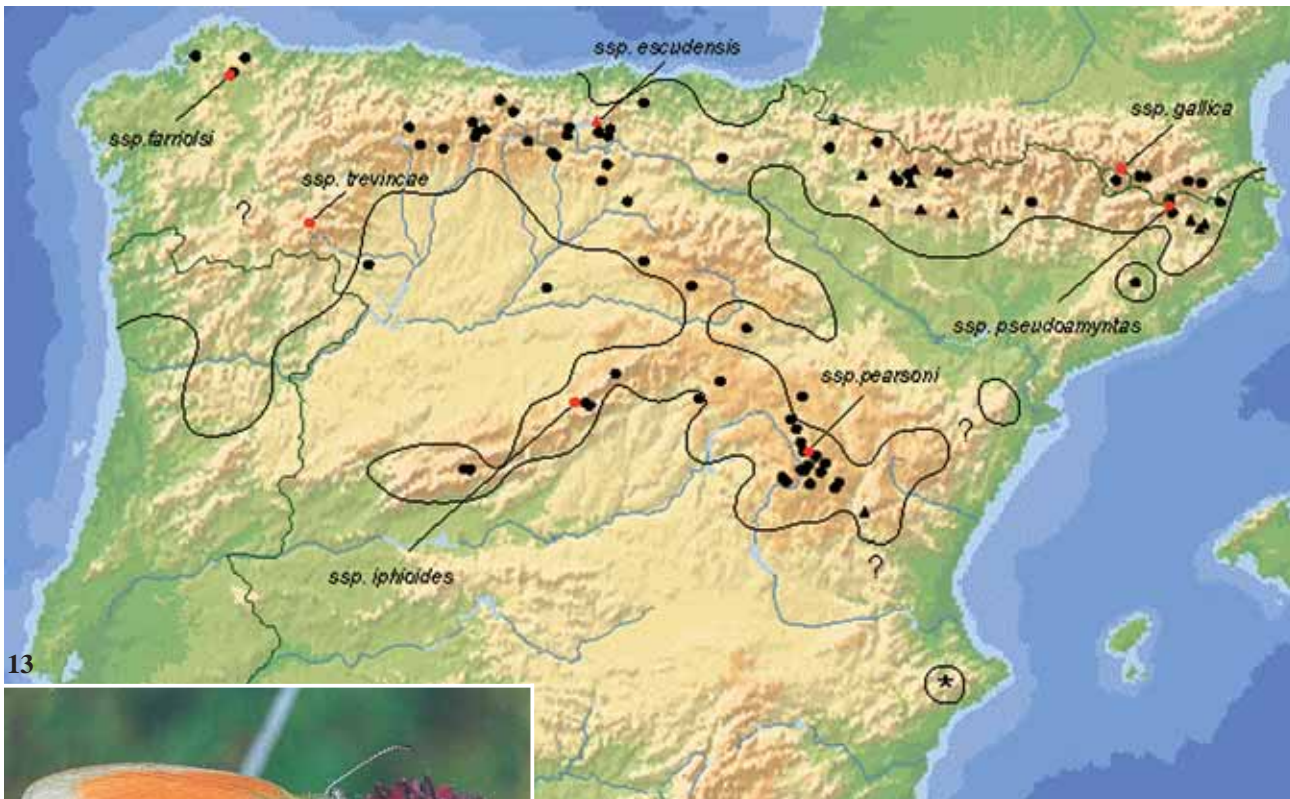 ssp. escudensis
ssp. gallica
ssp.farriolsi
ssp. trevincae
?
ssp. pseudoamyntas
ssp.pearsoni
?
ssp. iphioides
?
13
*